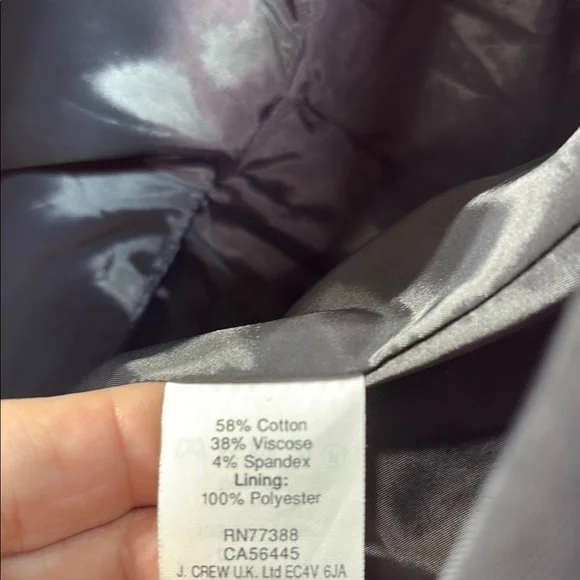 58% Cotton
38% Viscose
4% Spandex
Lining:
100% Polyester
RN77388
CA56445
J. CREW U.K. Ltd EC4V 6JA